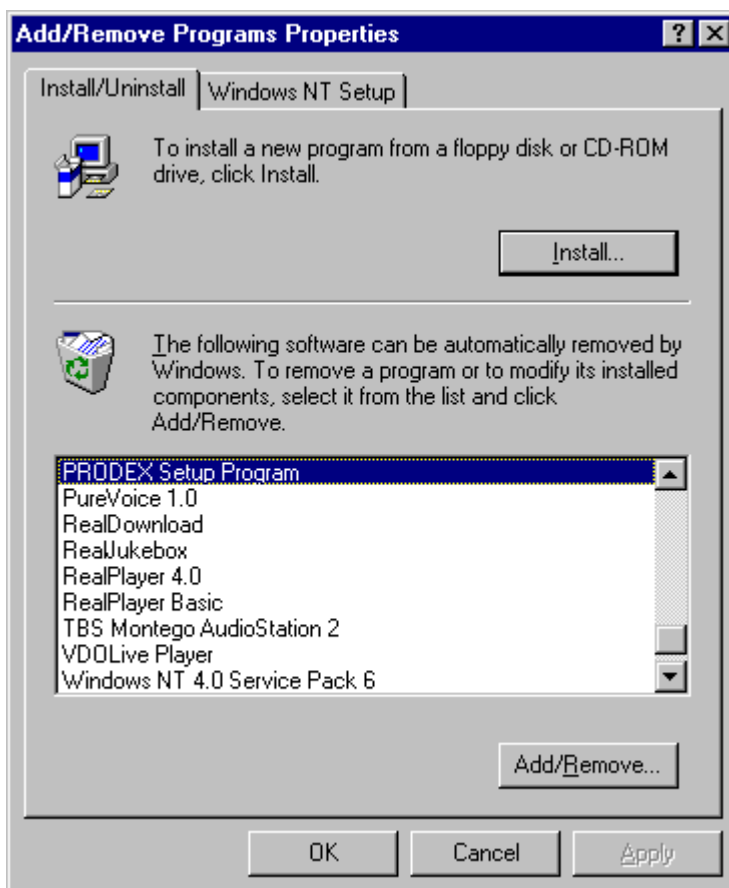 Add/Remove Programs Properties
Install/Uninstall
Windows NT Setup
To install a new program from a floppy disk or CD-ROM
drive, click Install.
Install...
The following software can be automatically removed by
Windows. To remove a program or to modify its installed
components, select it from the list and click
Add/Remove.
PRODEX Setup Program
PureVoice 1.0
RealDownload
RealJukebox
RealPlayer 4.0
RealPlayer Basic
TBS Montego AudioStation 2
VDOLive Player
Windows NT 4.0 Service Pack 6
Add/Remove...
OK
Cancel
Apply